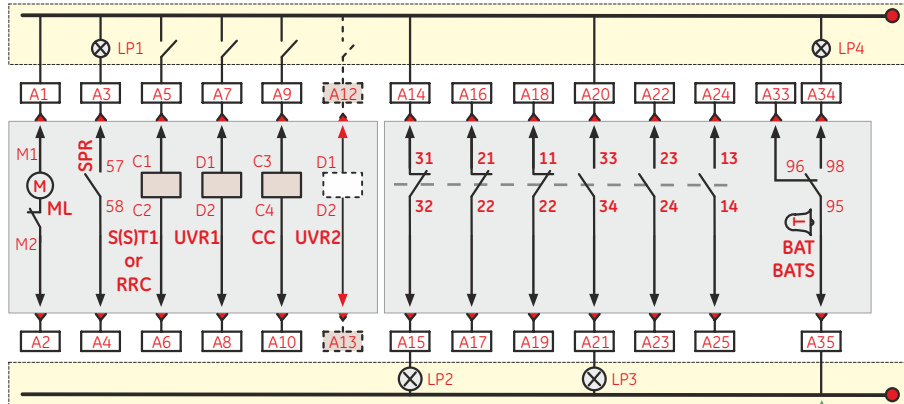 LP1 LP4
A1 A3 A5 A7 A9 A12 A14 A16 A18 A20 A22 A24 A33 A34
M1 SPR 57 C1 D1 C3 D1 31 21 11 33 23 13 96 98
M ML 58 C2 D2 C4 D2 32 22 22 34 24 14 95
M2 S(S)T1 UVR1 CC UVR2 T
or BAT
RRC BATS
A2 A4 A6 A8 A10 A13 A15 A17 A19 A21 A23 A25 A35
LP2 LP3